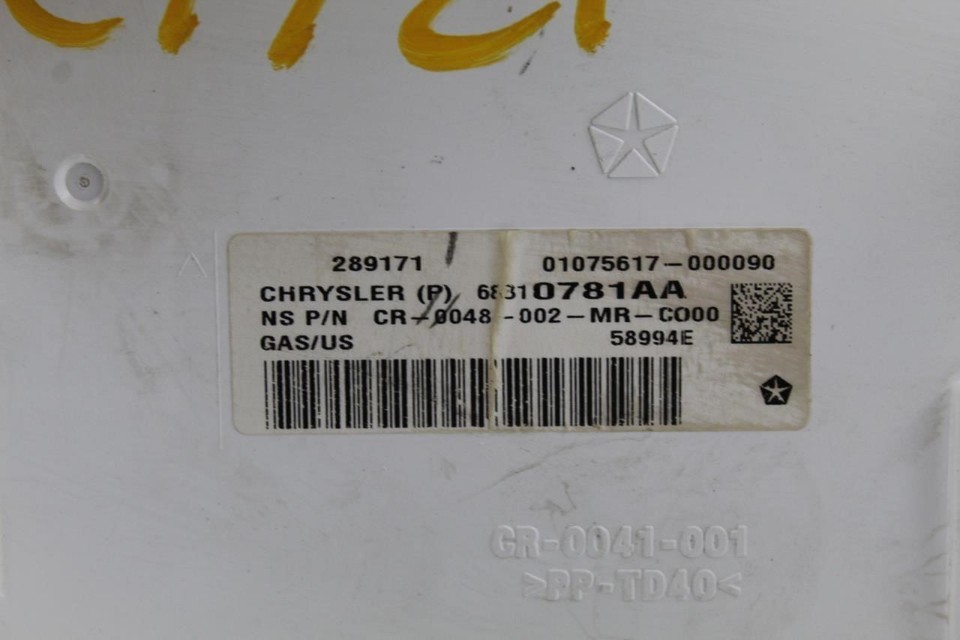 289171 01075617-000090
CHRYSLER (P) 68310781AA
NS P/N CR-0048-002-MR-C000
GAS/US 58994E
CR-0041-001
>PP-TD40<